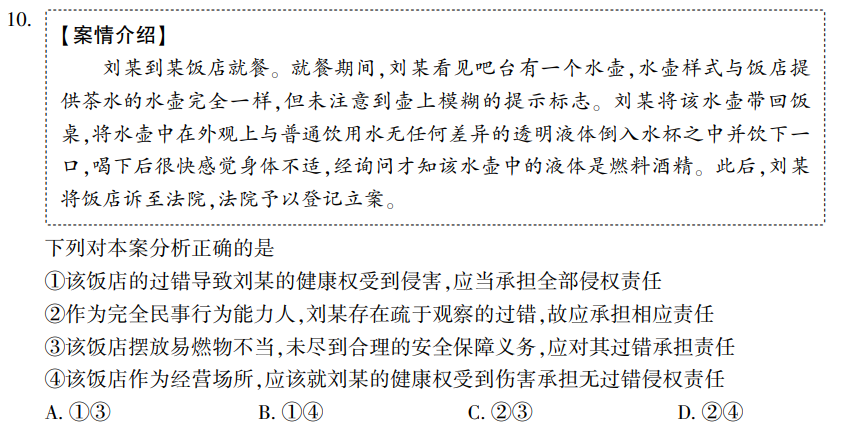 10.
【案情介绍】
刘某到某饭店就餐。就餐期间,刘某看见吧台有一个水壶,水壶样式与饭店提
供茶水的水壶完全一样,但未注意到壶上模糊的提示标志。刘某将该水壶带回饭
桌,将水壶中在外观上与普通饮用水无任何差异的透明液体倒入水杯之中并饮下一
口,喝下后很快感觉身体不适,经询问才知该水壶中的液体是燃料酒精。此后,刘某
将饭店诉至法院,法院予以登记立案。
下列对本案分析正确的是
①该饭店的过错导致刘某的健康权受到侵害,应当承担全部侵权责任
②作为完全民事行为能力人,刘某存在疏于观察的过错,故应承担相应责任
③该饭店摆放易燃物不当,未尽到合理的安全保障义务,应对其过错承担责任
④该饭店作为经营场所,应该就刘某的健康权受到伤害承担无过错侵权责任
A. ①③ B. ①④ C. ②③ D. ②④